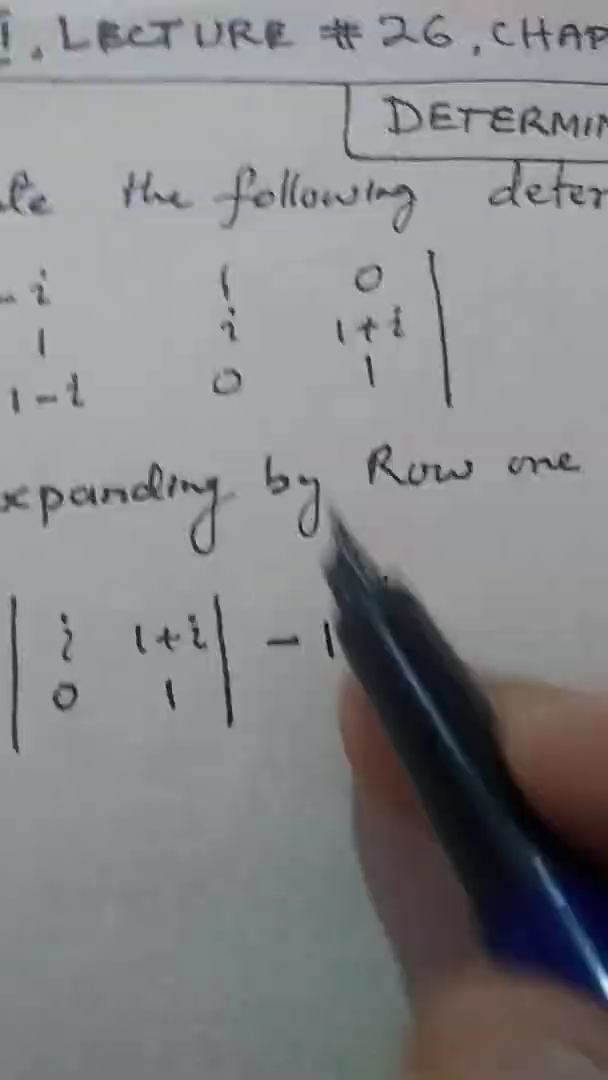 I. LECTURE # 26, CHAP
DETERMIN
the following deter
- i 1 0
1 i 1+i
1-i 0 1
xpanding by Row one
| i 1+i | - 1
| 0 1 |